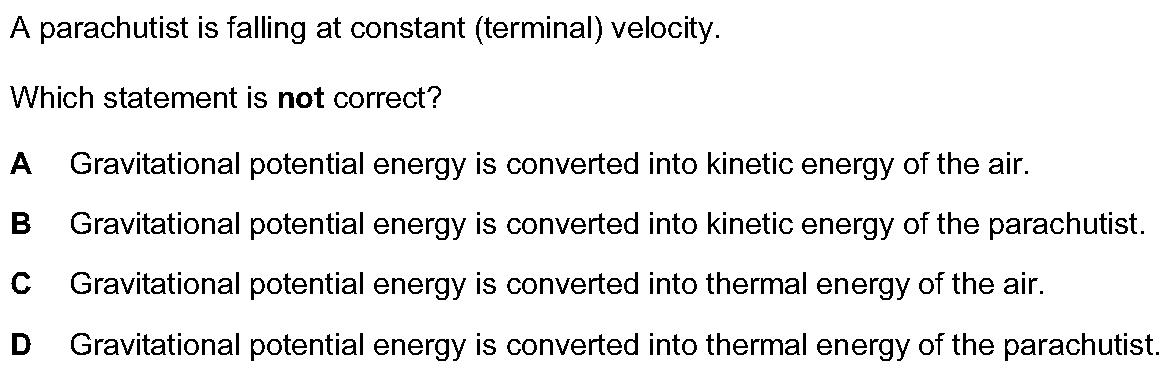 A parachutist is falling at constant (terminal) velocity.
Which statement is not correct?
A Gravitational potential energy is converted into kinetic energy of the air.
B Gravitational potential energy is converted into kinetic energy of the parachutist.
C Gravitational potential energy is converted into thermal energy of the air.
D Gravitational potential energy is converted into thermal energy of the parachutist.